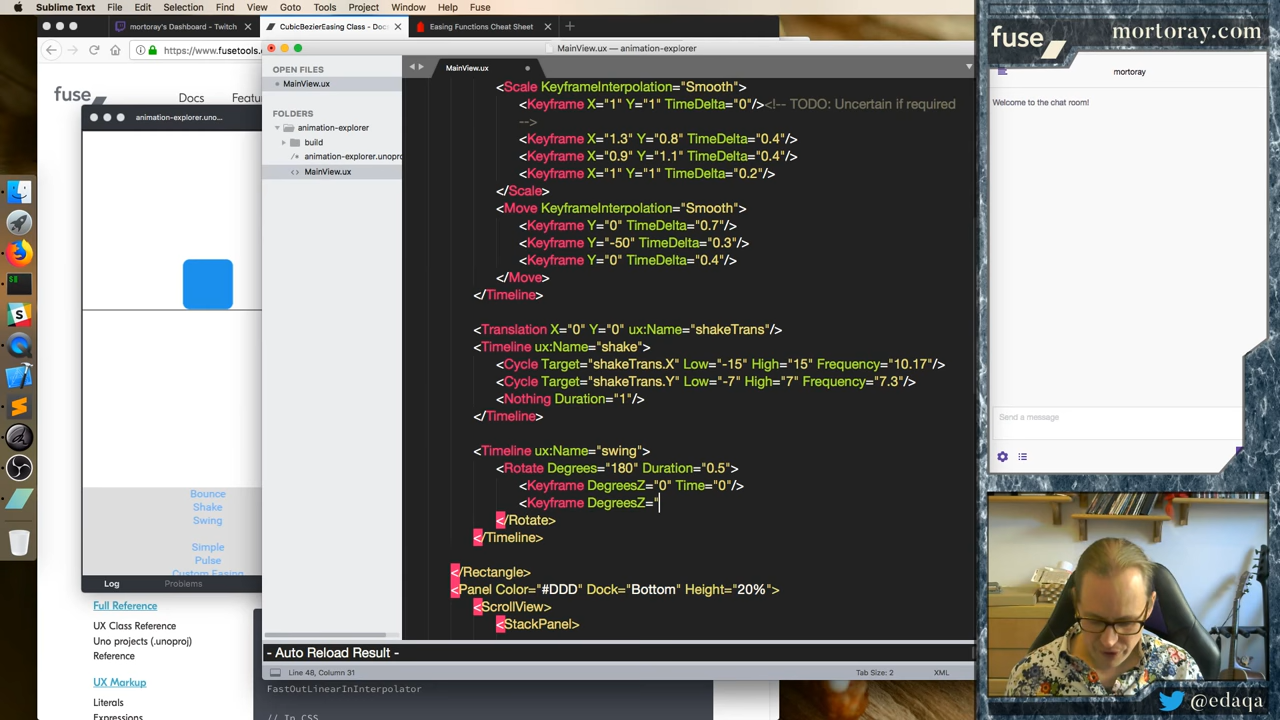 Sublime Text File Edit Selection Find View Goto Tools Project Window Help Fuse
mortoray's Dashboard - Twitch
CubicBezierEasing Class - Doc
Easing Functions Cheat Sheet
https://www.fusetools.
MainView.ux — animation-explorer
fuse Docs Featu
animation-explorer.uno...
OPEN FILES
MainView.ux
FOLDERS
animation-explorer
build
animation-explorer.unopro
MainView.ux
MainView.ux
<Scale KeyframeInterpolation="Smooth">
<Keyframe X="1" Y="1" TimeDelta="0"/><!-- TODO: Uncertain if required
-->
<Keyframe X="1.3" Y="0.8" TimeDelta="0.4"/>
<Keyframe X="0.9" Y="1.1" TimeDelta="0.4"/>
<Keyframe X="1" Y="1" TimeDelta="0.2"/>
</Scale>
<Move KeyframeInterpolation="Smooth">
<Keyframe Y="0" TimeDelta="0.7"/>
<Keyframe Y="-50" TimeDelta="0.3"/>
<Keyframe Y="0" TimeDelta="0.4"/>
</Move>
</Timeline>
<Translation X="0" Y="0" ux:Name="shakeTrans"/>
<Timeline ux:Name="shake">
<Cycle Target="shakeTrans.X" Low="-15" High="15" Frequency="10.17"/>
<Cycle Target="shakeTrans.Y" Low="-7" High="7" Frequency="7.3"/>
<Nothing Duration="1"/>
</Timeline>
<Timeline ux:Name="swing">
<Rotate Degrees="180" Duration="0.5">
<Keyframe DegreesZ="0" Time="0"/>
<Keyframe DegreesZ="
</Rotate>
</Timeline>
</Rectangle>
<Panel Color="#DDD" Dock="Bottom" Height="20%">
<ScrollView>
<StackPanel>
- Auto Reload Result -
Line 48, Column 31
Tab Size: 2
XML
Bounce
Shake
Swing
Simple
Pulse
Custom Easing
Log Problems
Full Reference
UX Class Reference
Uno projects (.unoproj)
Reference
UX Markup
Literals
Expressions
FastOutLinearInInterpolator
// In CSS
fuse
mortoray.com
mortoray
Welcome to the chat room!
Send a message
@edaqa